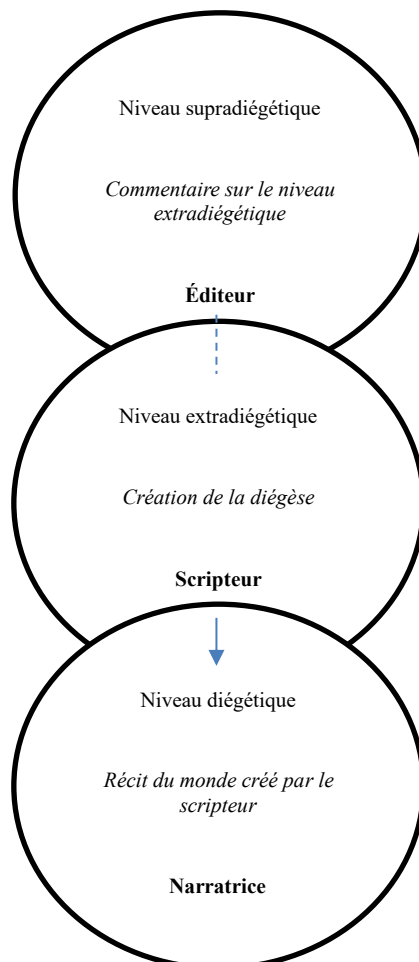 Niveau supradiégétique
Commentaire sur le niveau
extradiégétique
Éditeur
Niveau extradiégétique
Création de la diégèse
Scripteur
Niveau diégétique
Récit du monde créé par le
scripteur
Narratrice